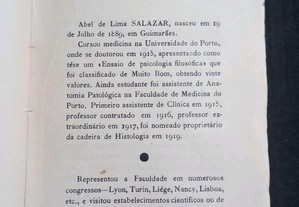 Abel de Lima SALAZAR, nasceu em 19
de Julho de 1889, em Guimarães.
Cursou medicina na Universidade do Porto,
onde se doutorou em 1915, apresentando como
tése um «Ensaio de psicologia filosófica» que
foi classificado de Muito Bom, obtendo viste
valores. Ainda estudante foi assistente de Ana-
tomia Patológica na Faculdade de Medicina do
Porto. Primeiro assistente de Clínica em 1915,
professor contratado em 1916, professor ex-
traordinário em 1917, foi nomeado proprietário
da cadeira de Histologia em 1919.
Representou a Faculdade em numerosos
congressos—Lyon, Turin, Liége, Nancy, Lisboa,
etc., e visitou estabelecimentos científicos ou de